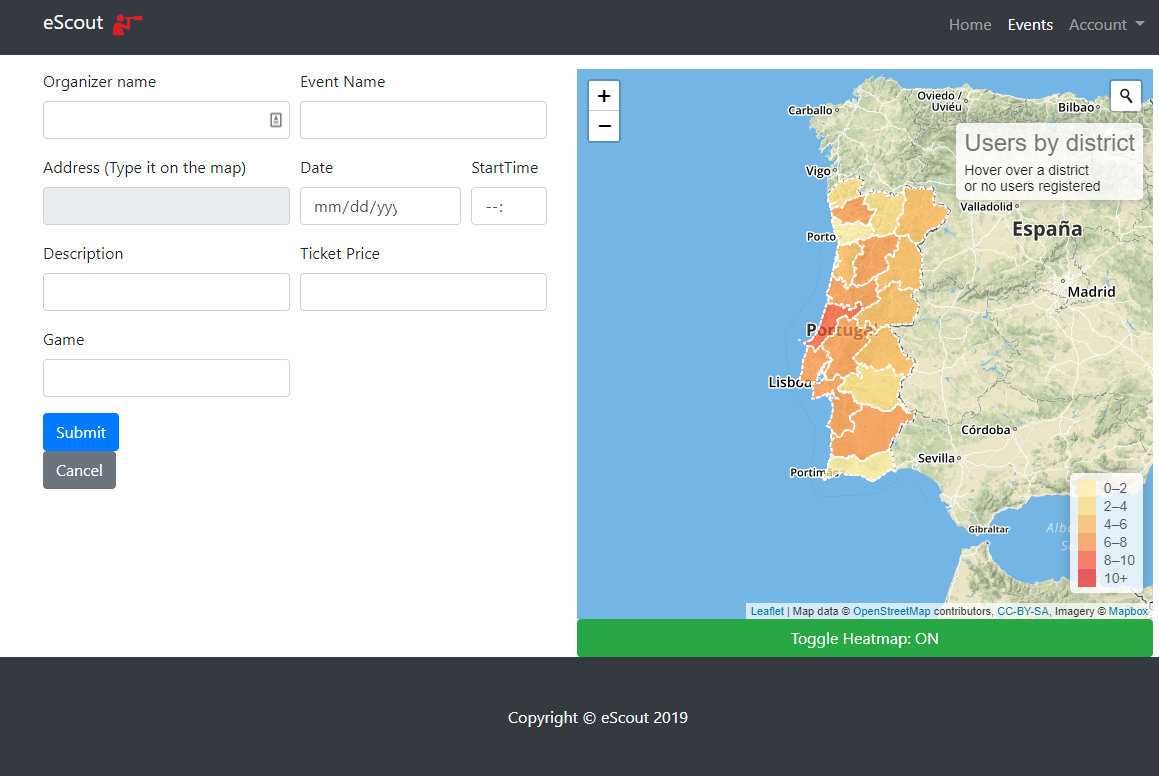 eScout
Home Events Account
Organizer name
Event Name
Address (Type it on the map)
Date
StartTime
mm/dd/yyy
--:
Description
Ticket Price
Game
Submit
Cancel
+
−
Users by district
Hover over a district
or no users registered
Carballo
Oviedo /
Uviéu
Bilbao
Vigo
Valladolid
Porto
España
Madrid
Portugal
Lisboa
Córdoba
Sevilla
Portimão
Gibraltar
0–2
2–4
4–6
6–8
8–10
10+
Leaflet | Map data © OpenStreetMap contributors, CC-BY-SA, Imagery © Mapbox
Toggle Heatmap: ON
Copyright © eScout 2019